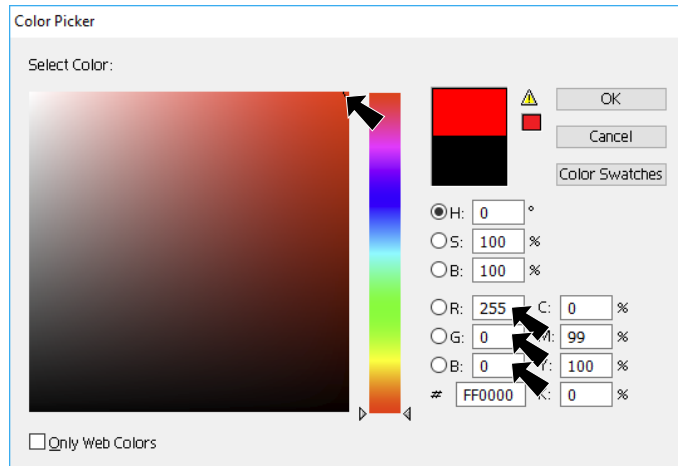 Color Picker
Select Color:
OK
Cancel
Color Swatches
H: 0 °
S: 100 %
B: 100 %
R: 255 C: 0 %
G: 0 M: 99 %
B: 0 Y: 100 %
# FF0000 K: 0 %
Only Web Colors